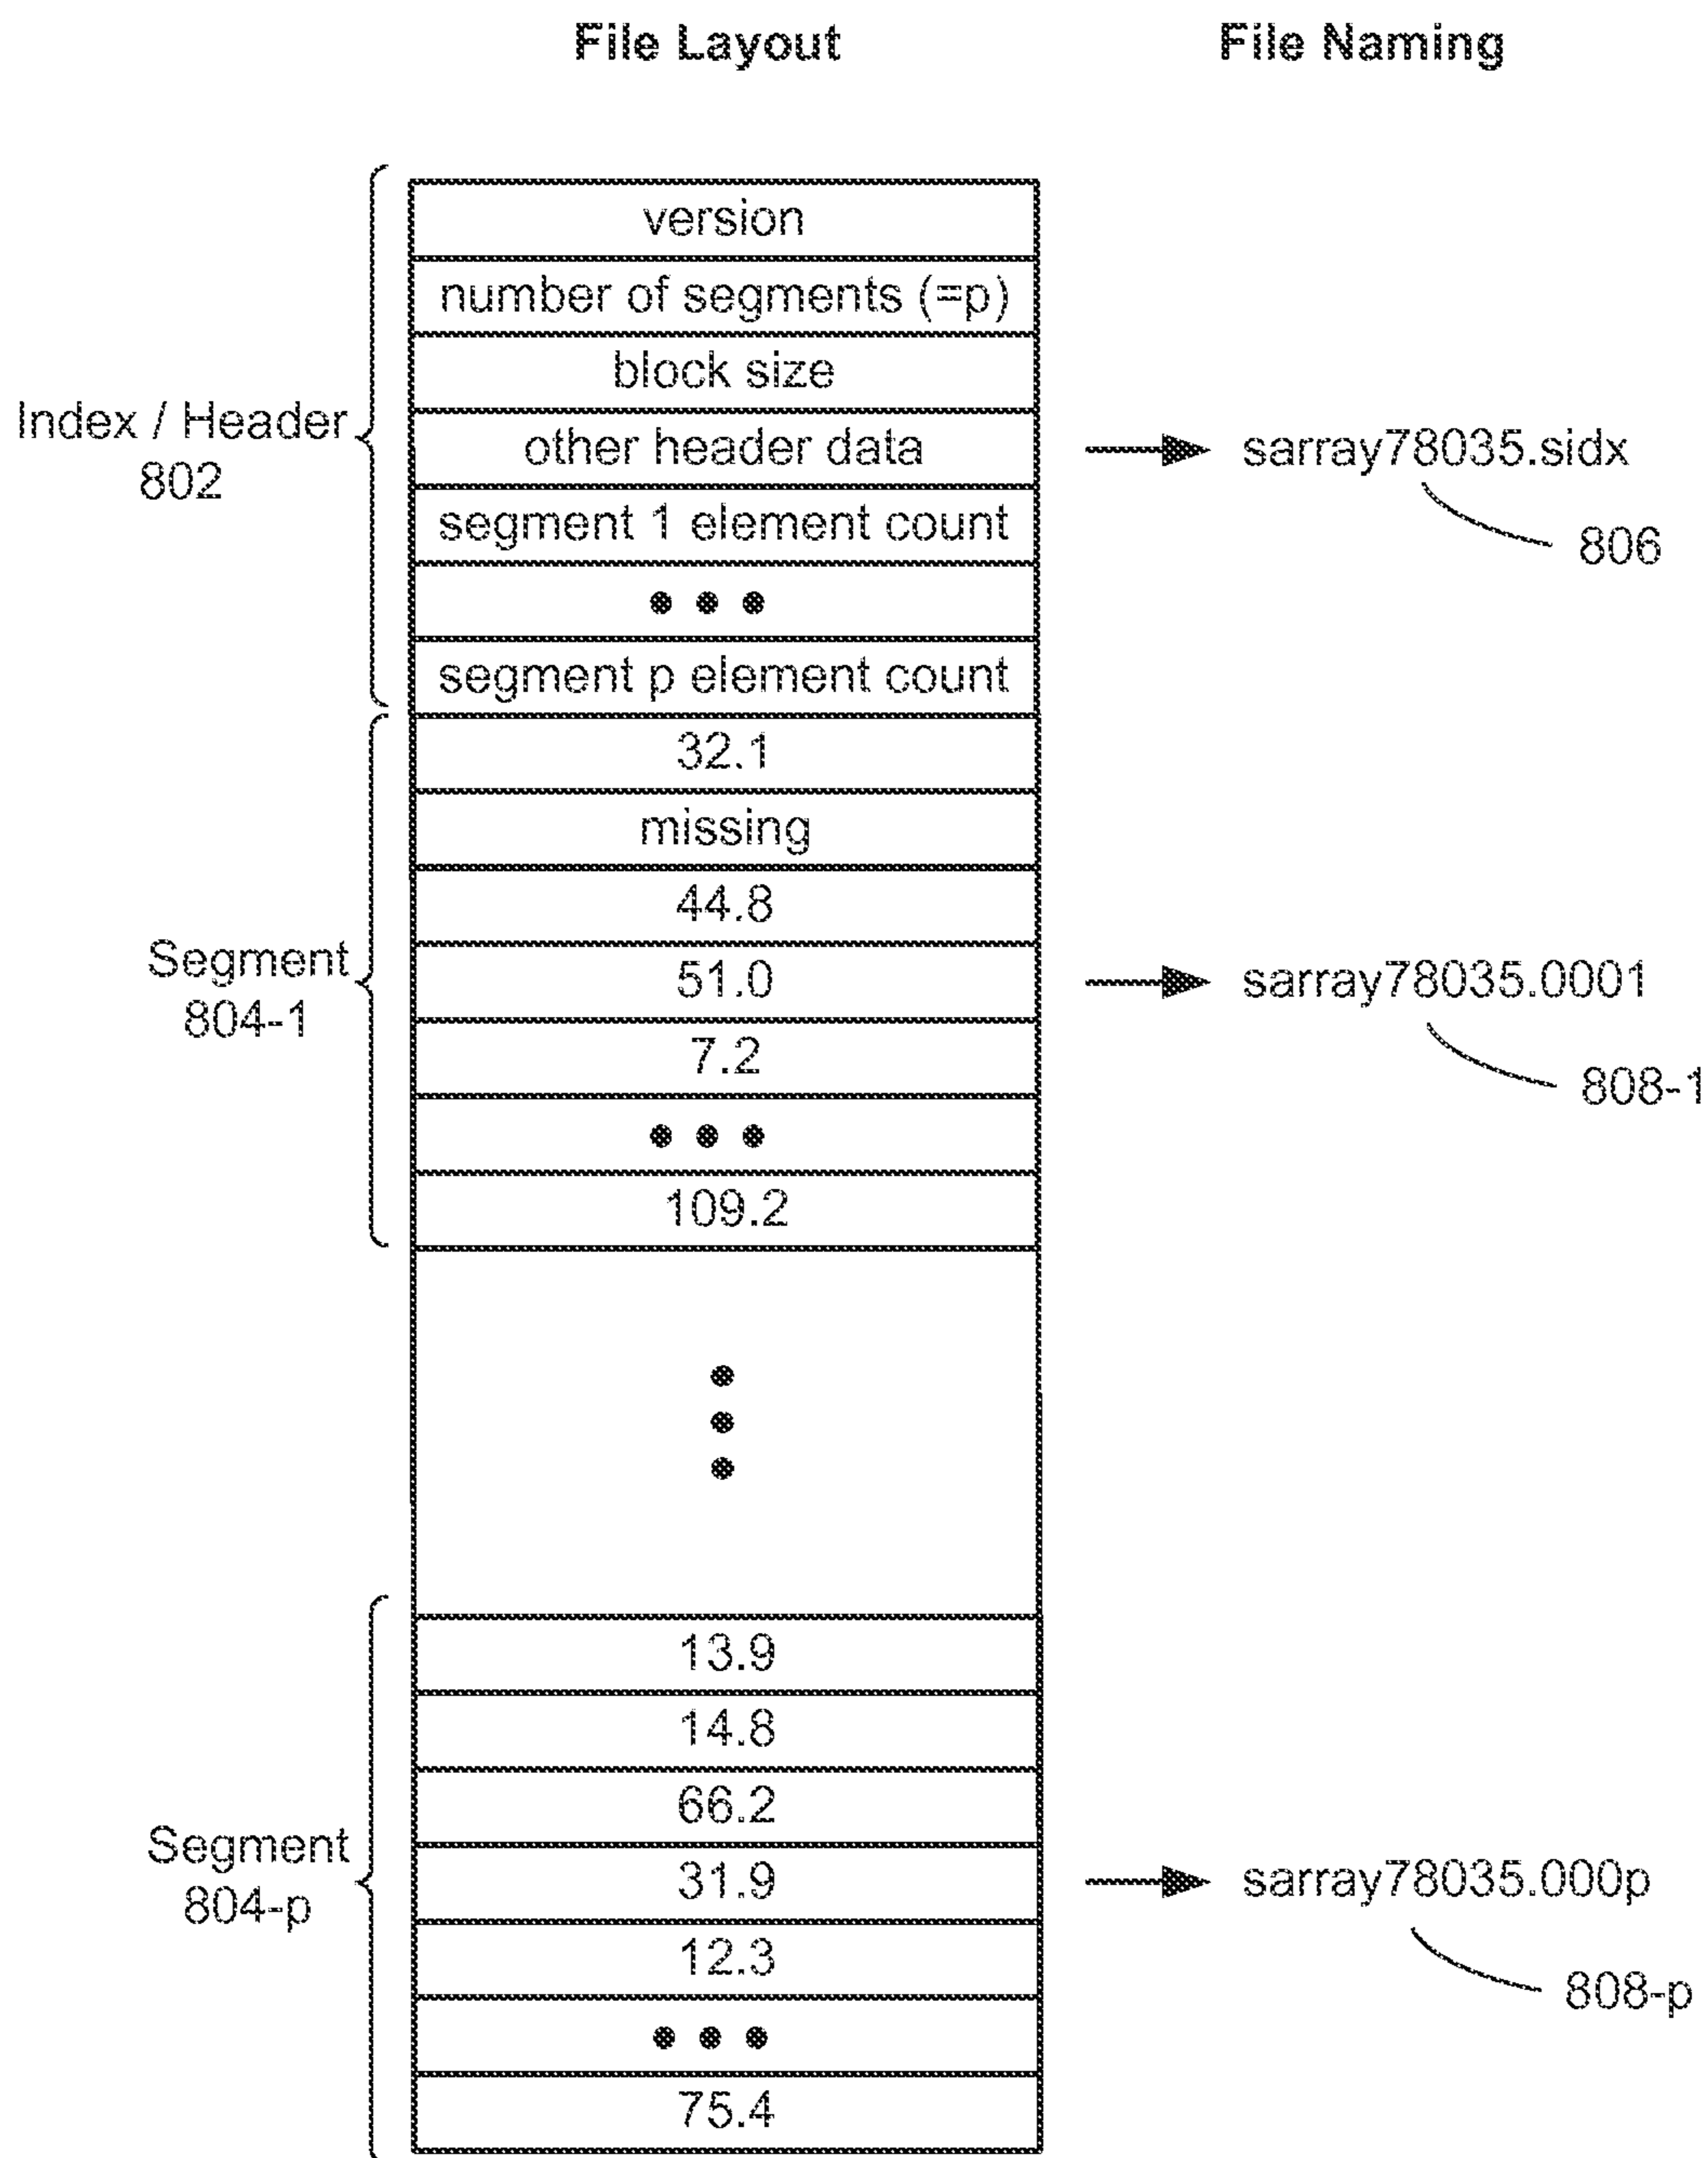 File Layout
File Naming
version
number of segments (=p)
block size
Index / Header
802
other header data
sarray78035.sidx
segment 1 element count
806
● ● ●
segment p element count
32.1
missing
44.8
Segment
804-1
51.0
sarray78035.0001
7.2
808-1
● ● ●
109.2
●
●
●
13.9
14.8
66.2
Segment
804-p
31.9
sarray78035.000p
12.3
808-p
● ● ●
75.4